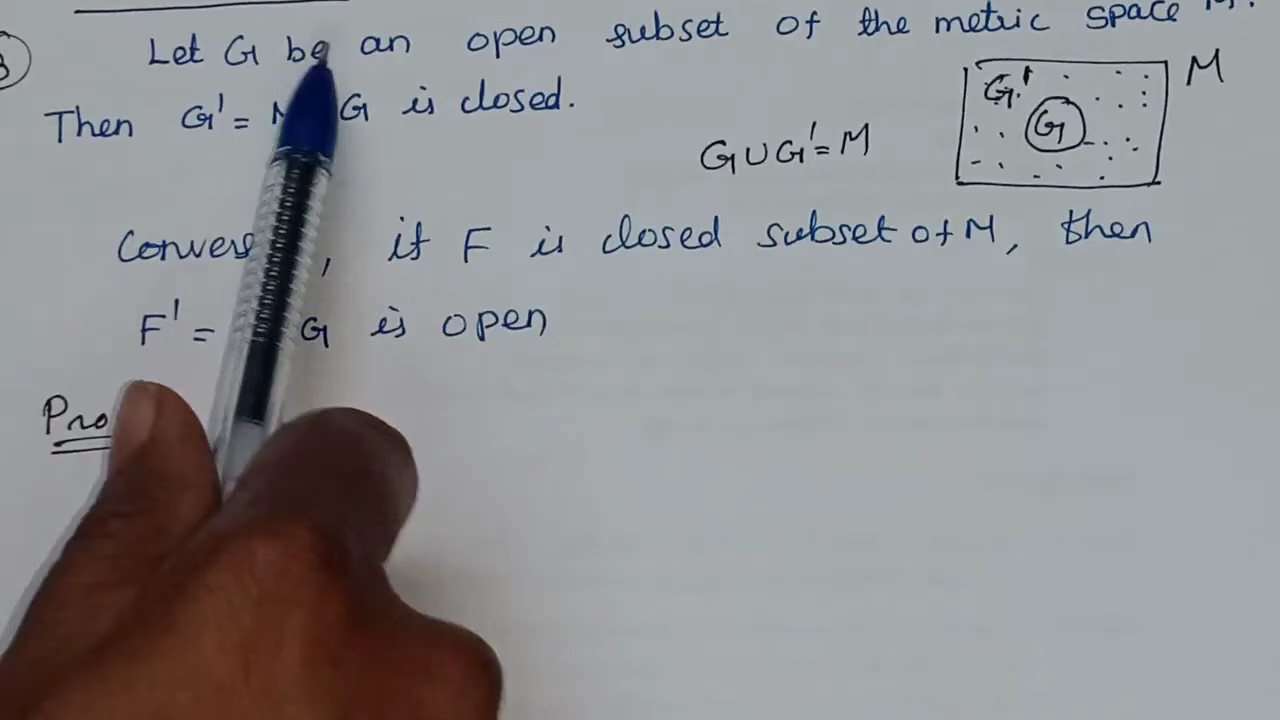 Let G be an open subset of the metric space M.
Then G' = G is closed.
G'
G
M
G ∪ G' = M
if F is closed subset of M, then
F' = G is open